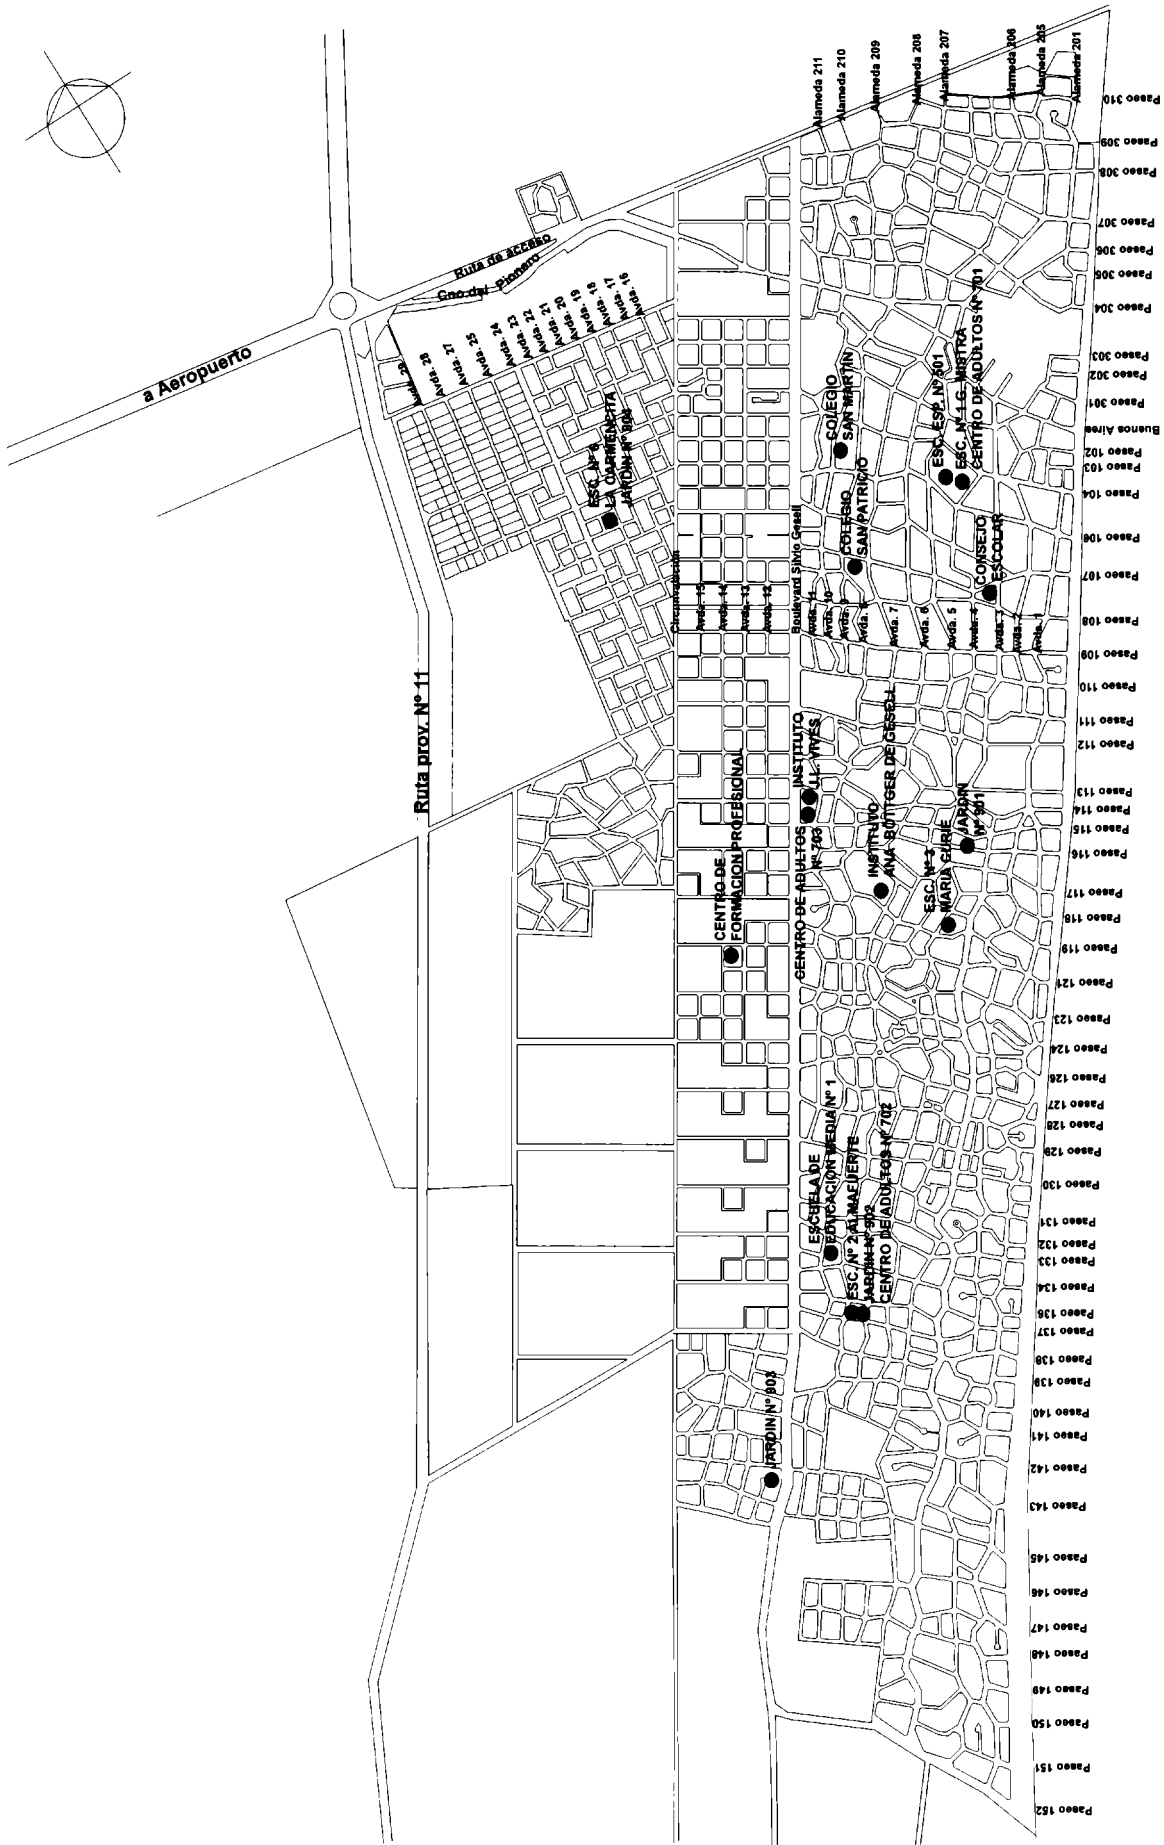 Alameda 211
Alameda 210
Alameda 209
Alameda 208
Alameda 207
Alameda 206
Alameda 205
Alameda 201
Paseo 310
Paseo 309
Paseo 308
Paseo 307
Paseo 306
Paseo 305
Paseo 304
Paseo 303
Paseo 302
Paseo 301
Buenos Aires
Paseo 102
Paseo 103
Paseo 104
Paseo 106
Paseo 107
Paseo 108
Paseo 109
Paseo 110
Paseo 111
Paseo 112
Paseo 113
Paseo 114
Paseo 115
Paseo 116
Paseo 117
Paseo 118
Paseo 119
Paseo 121
Paseo 123
Paseo 124
Paseo 126
Paseo 127
Paseo 128
Paseo 129
Paseo 130
Paseo 131
Paseo 132
Paseo 133
Paseo 134
Paseo 136
Paseo 137
Paseo 138
Paseo 139
Paseo 140
Paseo 141
Paseo 142
Paseo 143
Paseo 145
Paseo 146
Paseo 147
Paseo 148
Paseo 149
Paseo 150
Paseo 151
Paseo 152
a Aeropuerto
Ruta de acceso
Cno. del Pionero
Avda. 28
Avda. 27
Avda. 25
Avda. 24
Avda. 23
Avda. 22
Avda. 21
Avda. 20
Avda. 19
Avda. 18
Avda. 17
Avda. 16
Ruta prov. Nº 11
Circunvalación
Avda. 15
Avda. 14
Avda. 13
Avda. 12
Boulevard Silvio Gesell
Avda. 11
Avda. 10
Avda. 9
Avda. 8
Avda. 7
Avda. 6
Avda. 5
Avda. 4
Avda. 3
Avda. 2
Avda. 1
ESC. Nº 6
LA CARMENCITA
JARDIN Nº 904
COLEGIO
SAN MARTIN
COLEGIO
SAN PATRICIO
ESC. ESP. Nº 501
ESC. Nº 1 G. MISTRA
CENTRO DE ADULTOS Nº 701
CONSEJO
ESCOLAR
INSTITUTO
J.L. VIVES
CENTRO DE ADULTOS
Nº 703
INSTITUTO
ANA BOTTGER DE GESELL
JARDIN
Nº 901
ESC. Nº 3
MARIA CURIE
CENTRO DE
FORMACION PROFESIONAL
ESCUELA DE
EDUCACION MEDIA Nº 1
ESC. Nº 2 ALMAFUERTE
JARDIN Nº 902
CENTRO DE ADULTOS Nº 702
JARDIN Nº 903